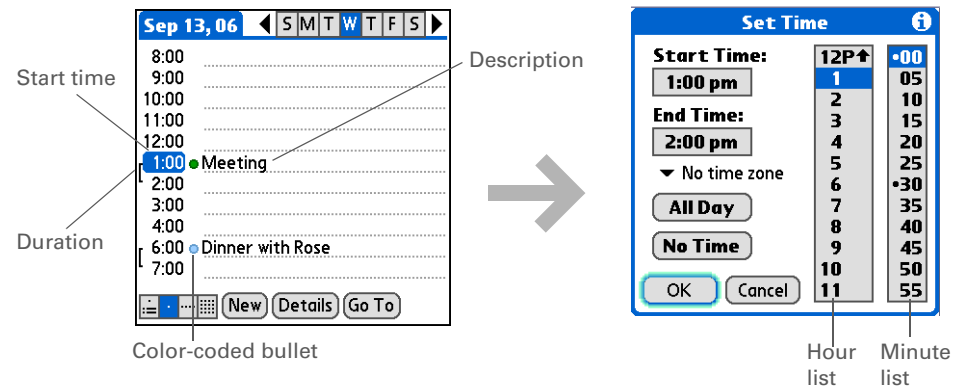 Sep 13, 06 S M T W T F S
8:00
9:00
10:00
11:00
12:00
1:00 Meeting
2:00
3:00
4:00
6:00 Dinner with Rose
7:00
New Details Go To
Start time
Duration
Description
Color-coded bullet
Set Time
Start Time:
1:00 pm
End Time:
2:00 pm
No time zone
All Day
No Time
OK Cancel
12P
1
2
3
4
5
6
7
8
9
10
11
•00
05
10
15
20
25
•30
35
40
45
50
55
Hour
list
Minute
list